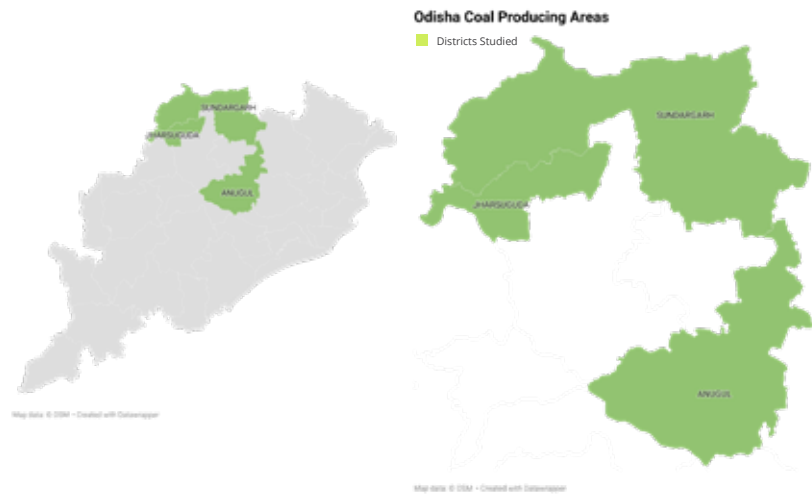 SUNDARGARH
JHARSUGUDA
ANUGUL
Map data: © OSM • Created with Datawrapper
Odisha Coal Producing Areas
Districts Studied
SUNDARGARH
JHARSUGUDA
ANUGUL
Map data: © OSM • Created with Datawrapper